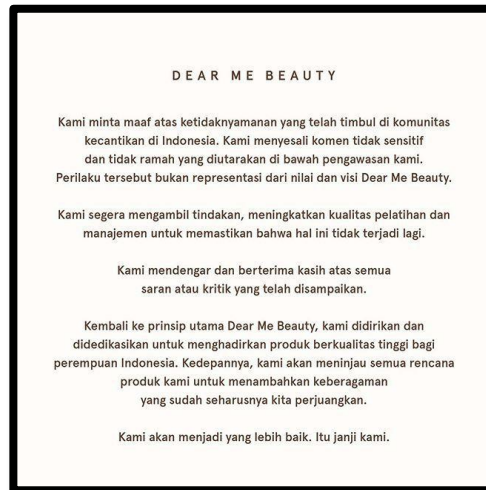 DEAR ME BEAUTY
Kami minta maaf atas ketidaknyamanan yang telah timbul di komunitas
kecantikan di Indonesia. Kami menyesali komen tidak sensitif
dan tidak ramah yang diutarakan di bawah pengawasan kami.
Perilaku tersebut bukan representasi dari nilai dan visi Dear Me Beauty.
Kami segera mengambil tindakan, meningkatkan kualitas pelatihan dan
manajemen untuk memastikan bahwa hal ini tidak terjadi lagi.
Kami mendengar dan berterima kasih atas semua
saran atau kritik yang telah disampaikan.
Kembali ke prinsip utama Dear Me Beauty, kami didirikan dan
didedikasikan untuk menghadirkan produk berkualitas tinggi bagi
perempuan Indonesia. Kedepannya, kami akan meninjau semua rencana
produk kami untuk menambahkan keberagaman
yang sudah seharusnya kita perjuangkan.
Kami akan menjadi yang lebih baik. Itu janji kami.